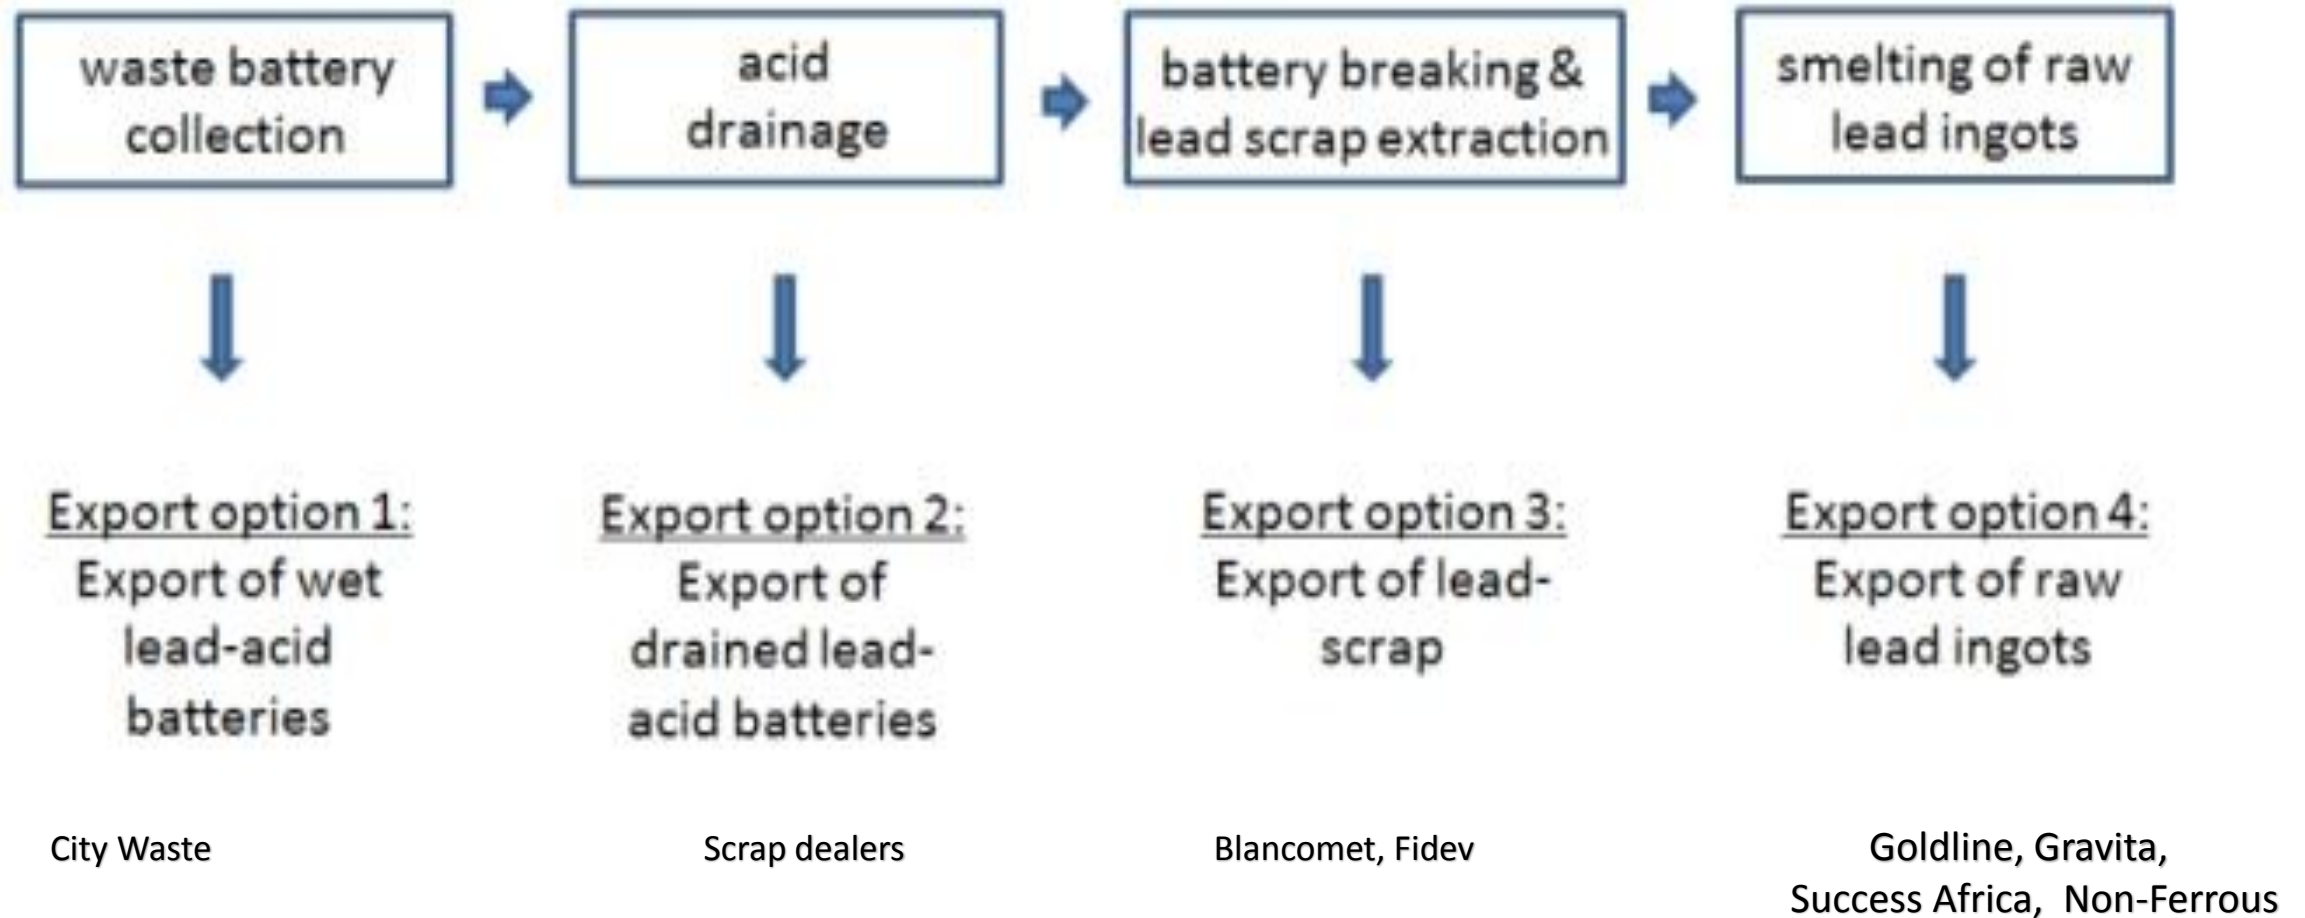 waste battery
collection
acid
drainage
battery breaking &
lead scrap extraction
smelting of raw
lead ingots
Export option 1:
Export of wet
lead-acid
batteries
Export option 2:
Export of
drained lead-
acid batteries
Export option 3:
Export of lead-
scrap
Export option 4:
Export of raw
lead ingots
City Waste
Scrap dealers
Blancomet, Fidev
Goldline, Gravita,
Success Africa,  Non-Ferrous